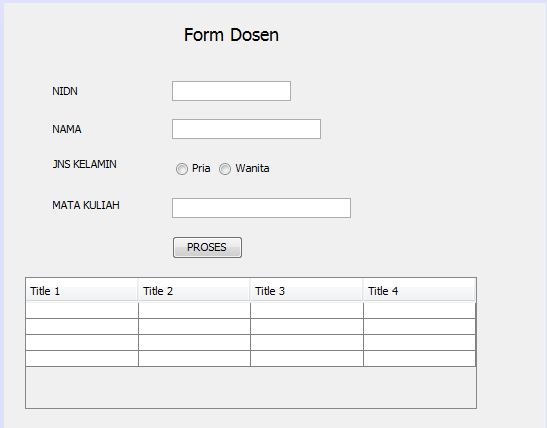 Form Dosen
NIDN
NAMA
JNS KELAMIN Pria Wanita
MATA KULIAH
PROSES
Title 1 Title 2 Title 3 Title 4